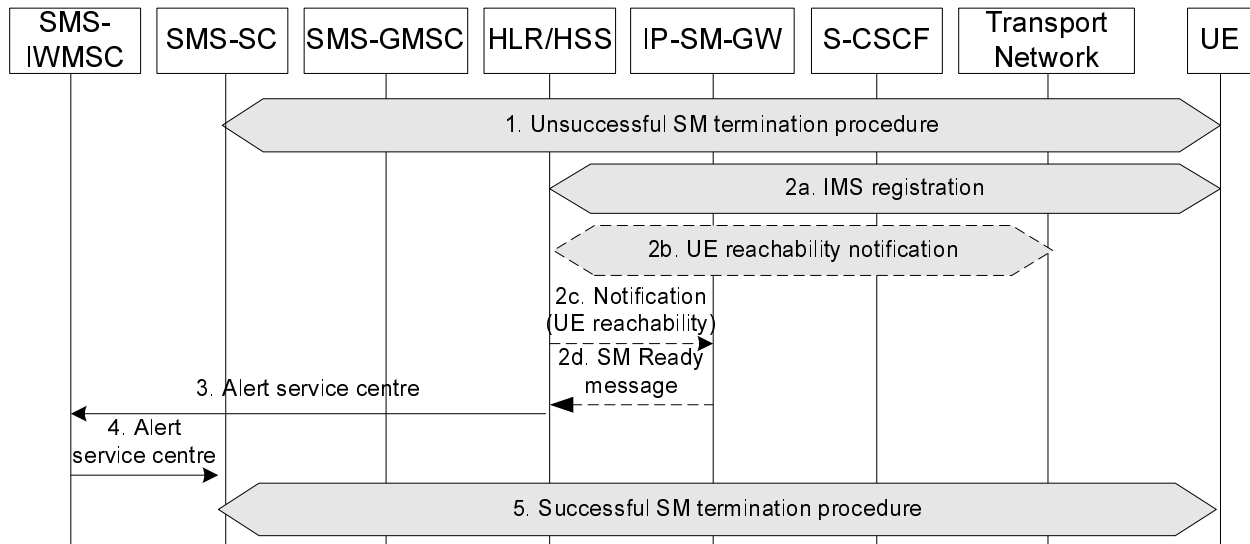 SMS-
IWMSC
SMS-SC
SMS-GMSC
HLR/HSS
IP-SM-GW
S-CSCF
Transport
Network
UE
1. Unsuccessful SM termination procedure
2a. IMS registration
2b. UE reachability notification
2c. Notification
(UE reachability)
2d. SM Ready
message
3. Alert service centre
4. Alert
service centre
5. Successful SM termination procedure